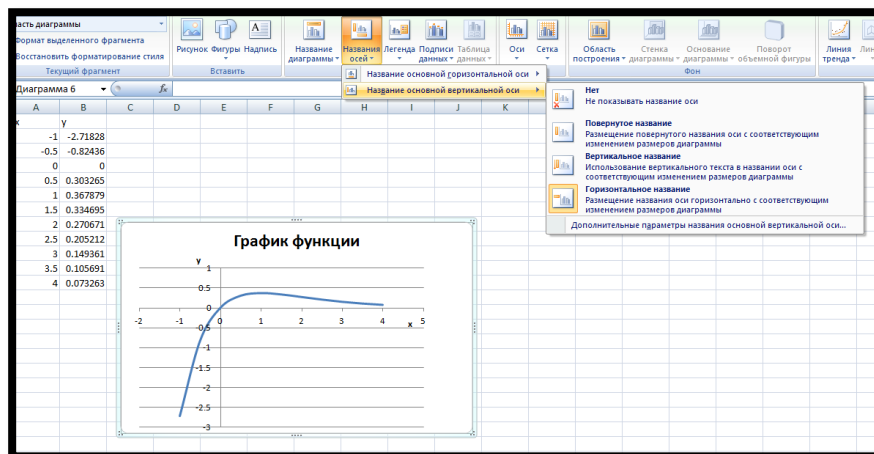 асть диаграммы
Формат выделенного фрагмента
Восстановить форматирование стиля
Текущий фрагмент
Рисунок Фигуры Надпись
Вставить
Название диаграммы
Названия осей
Легенда
Подписи данных
Таблица данных
Оси
Сетка
Область построения
Стенка диаграммы
Основание диаграммы
Поворот объемной фигуры
Фон
Линия тренда
Название основной горизонтальной оси
Название основной вертикальной оси
Нет
Не показывать название оси
Повернутое название
Размещение повернутого названия оси с соответствующим
изменением размеров диаграммы
Вертикальное название
Использование вертикального текста в названии оси с
соответствующим изменением размеров диаграммы
Горизонтальное название
Размещение названия оси горизонтально с соответствующим
изменением размеров диаграммы
Дополнительные параметры названия основной вертикальной оси...
Диаграмма 6 fx
A B C D E F G H I J K
x y
-1 -2.71828
-0.5 -0.82436
0 0
0.5 0.303265
1 0.367879
1.5 0.334695
2 0.270671
2.5 0.205212
3 0.149361
3.5 0.105691
4 0.073263
График функции
y
1
0.5
0
-2 -1 0 1 2 3 4 5
x
-0.5
-1
-1.5
-2
-2.5
-3